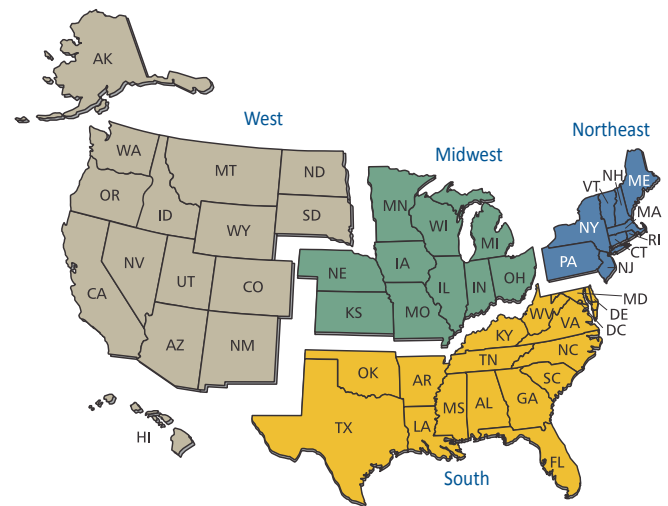 AK
West
Northeast
Midwest
WA
MT
ND
MN
VT
NH
ME
OR
ID
SD
WI
MI
MA
NY
RI
WY
CT
NV
NE
IA
PA
NJ
UT
CO
IL
IN
OH
CA
KS
MO
MD
WV
VA
DE
DC
KY
AZ
NM
OK
AR
TN
NC
SC
TX
MS
AL
GA
LA
HI
FL
South